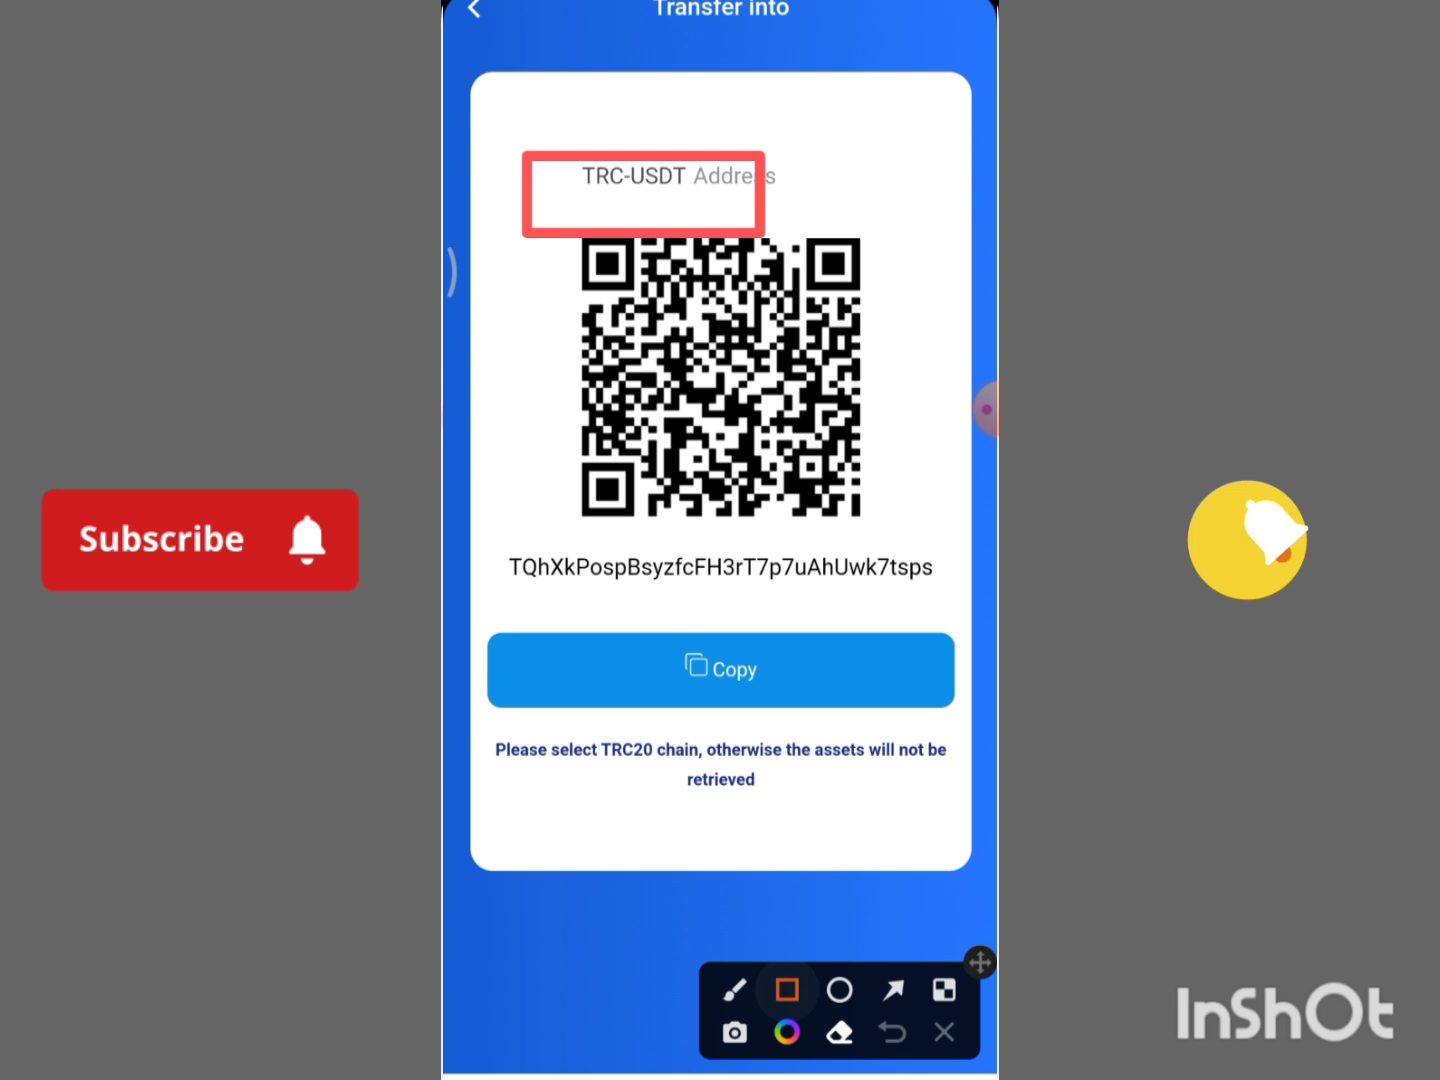 Transfer into
TRC-USDT Address
TQhXkPospBsyzfcFH3rT7p7uAhUwk7tsps
Copy
Please select TRC20 chain, otherwise the assets will not be
retrieved
Subscribe
InShOt